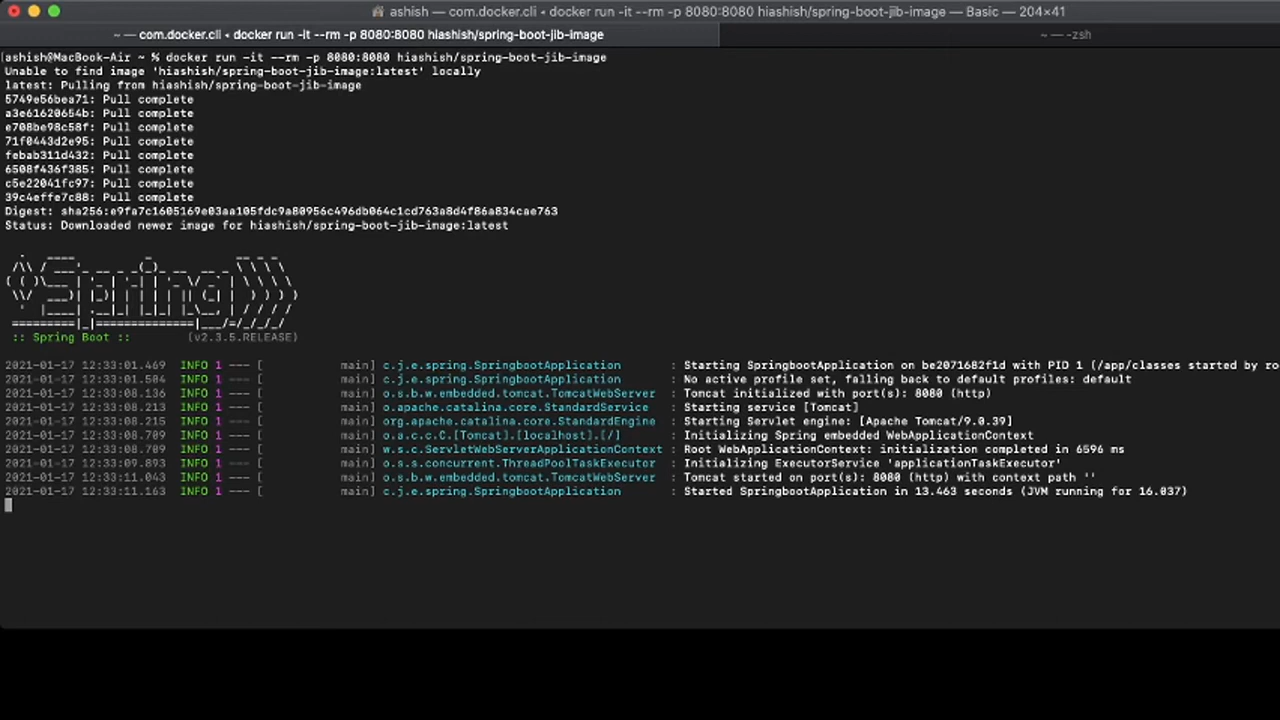 ashish — com.docker.cli ◂ docker run -it --rm -p 8080:8080 hiashish/spring-boot-jib-image — Basic — 204×41
~ — com.docker.cli ◂ docker run -it --rm -p 8080:8080 hiashish/spring-boot-jib-image
~ — -zsh
[ashish@MacBook-Air ~ % docker run -it --rm -p 8080:8080 hiashish/spring-boot-jib-image
Unable to find image 'hiashish/spring-boot-jib-image:latest' locally
latest: Pulling from hiashish/spring-boot-jib-image
5749e56bea71: Pull complete
a3e61620654b: Pull complete
e708be98c58f: Pull complete
71f0443d2e95: Pull complete
febab311d432: Pull complete
6508f436f385: Pull complete
c5e22041fc97: Pull complete
39c4effe7c88: Pull complete
Digest: sha256:e9fa7c1605169e03aa105fdc9a80956c496db064c1cd763a8d4f86a834cae763
Status: Downloaded newer image for hiashish/spring-boot-jib-image:latest
Spring
:: Spring Boot :: (v2.3.5.RELEASE)
2021-01-17 12:33:01.469 INFO 1 --- [ main] c.j.e.spring.SpringbootApplication : Starting SpringbootApplication on be2071682f1d with PID 1 (/app/classes started by ro
2021-01-17 12:33:01.504 INFO 1 --- [ main] c.j.e.spring.SpringbootApplication : No active profile set, falling back to default profiles: default
2021-01-17 12:33:08.136 INFO 1 --- [ main] o.s.b.w.embedded.tomcat.TomcatWebServer : Tomcat initialized with port(s): 8080 (http)
2021-01-17 12:33:08.213 INFO 1 --- [ main] o.apache.catalina.core.StandardService : Starting service [Tomcat]
2021-01-17 12:33:08.215 INFO 1 --- [ main] org.apache.catalina.core.StandardEngine : Starting Servlet engine: [Apache Tomcat/9.0.39]
2021-01-17 12:33:08.709 INFO 1 --- [ main] o.s.c.c.C.[Tomcat].[localhost].[/] : Initializing Spring embedded WebApplicationContext
2021-01-17 12:33:08.709 INFO 1 --- [ main] w.s.c.ServletWebServerApplicationContext : Root WebApplicationContext: initialization completed in 6596 ms
2021-01-17 12:33:09.893 INFO 1 --- [ main] o.s.s.concurrent.ThreadPoolTaskExecutor : Initializing ExecutorService 'applicationTaskExecutor'
2021-01-17 12:33:11.043 INFO 1 --- [ main] o.s.b.w.embedded.tomcat.TomcatWebServer : Tomcat started on port(s): 8080 (http) with context path ''
2021-01-17 12:33:11.163 INFO 1 --- [ main] c.j.e.spring.SpringbootApplication : Started SpringbootApplication in 13.463 seconds (JVM running for 16.037)